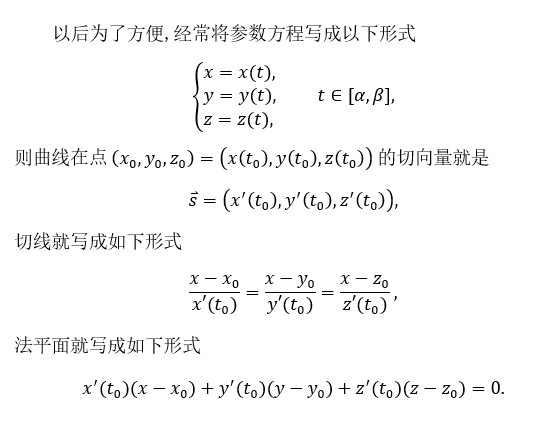 以后为了方便,经常将参数方程写成以下形式
x = x(t),
y = y(t),    t ∈ [α, β],
z = z(t),
则曲线在点 (x₀, y₀, z₀) = (x(t₀), y(t₀), z(t₀)) 的切向量就是
s⃗ = (x′(t₀), y′(t₀), z′(t₀)),
切线就写成如下形式
(x − x₀)/x′(t₀) = (x − y₀)/y′(t₀) = (x − z₀)/z′(t₀),
法平面就写成如下形式
x′(t₀)(x − x₀) + y′(t₀)(y − y₀) + z′(t₀)(z − z₀) = 0.